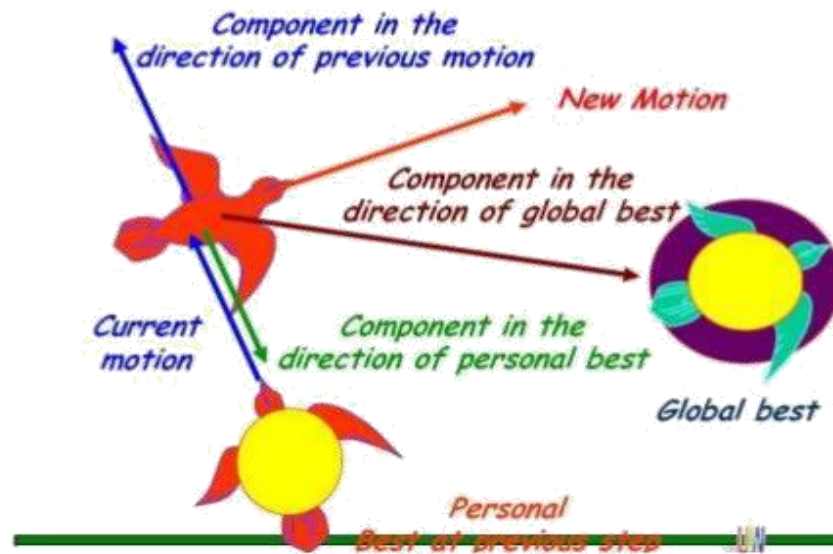 Component in the
direction of previous motion
New Motion
Component in the
direction of global best
Current
motion
Component in the
direction of personal best
Global best
Personal
Best at previous step